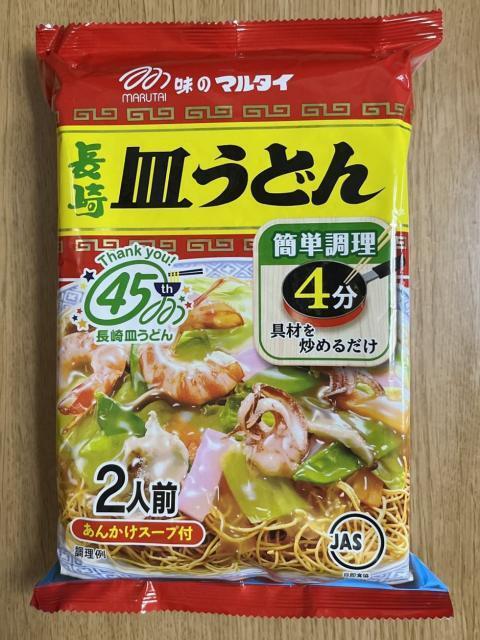 味のマルタイ
MARUTAI
長崎
皿うどん
簡単調理
4分
具材を
炒めるだけ
Thank you!
45th
長崎皿うどん
2人前
あんかけスープ付
調理例
JAS